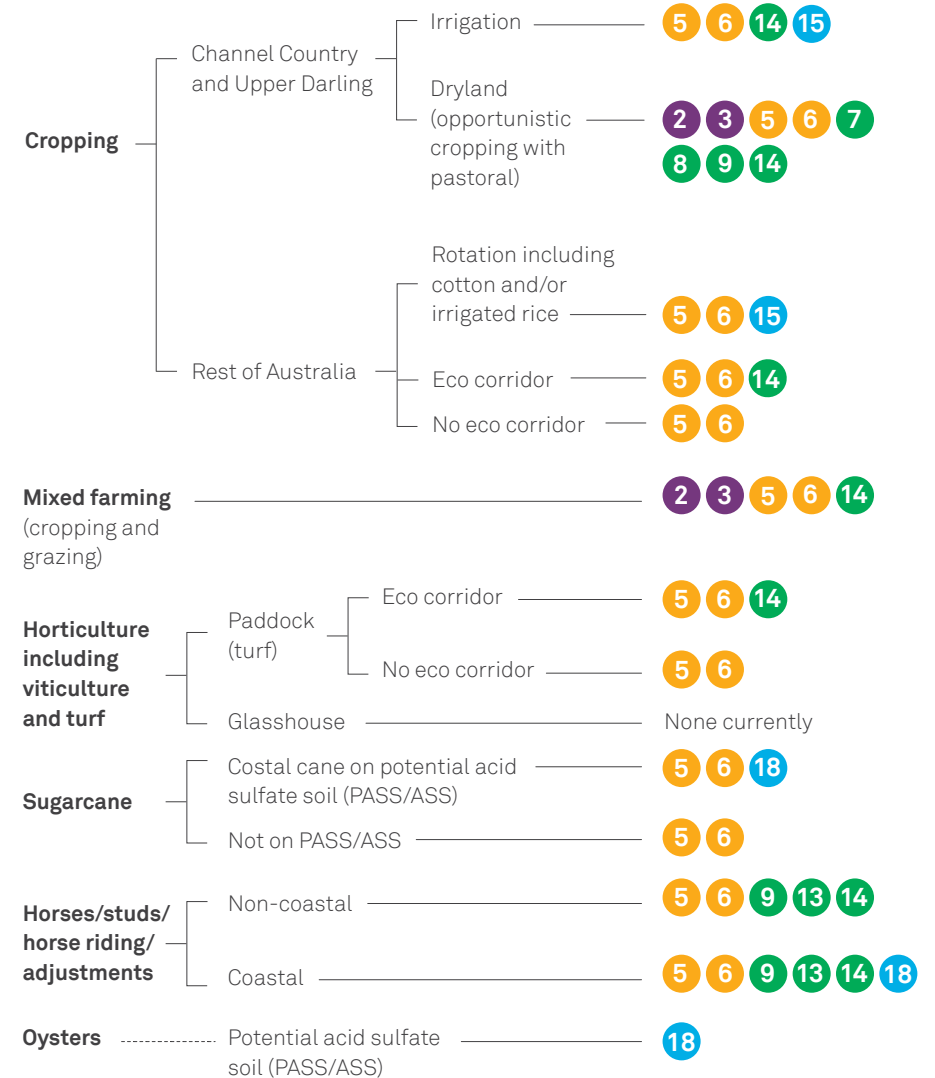 Irrigation
5 6 14 15
Channel Country
and Upper Darling
Dryland
(opportunistic
cropping with
pastoral)
2 3 5 6 7
8 9 14
Cropping
Rotation including
cotton and/or
irrigated rice
5 6 15
Rest of Australia
Eco corridor
5 6 14
No eco corridor
5 6
Mixed farming
(cropping and
grazing)
2 3 5 6 14
Horticulture
including
viticulture
and turf
Paddock
(turf)
Eco corridor
5 6 14
No eco corridor
5 6
Glasshouse
None currently
Sugarcane
Costal cane on potential acid
sulfate soil (PASS/ASS)
5 6 18
Not on PASS/ASS
5 6
Horses/studs/
horse riding/
adjustments
Non-coastal
5 6 9 13 14
Coastal
5 6 9 13 14 18
Oysters
Potential acid sulfate
soil (PASS/ASS)
18